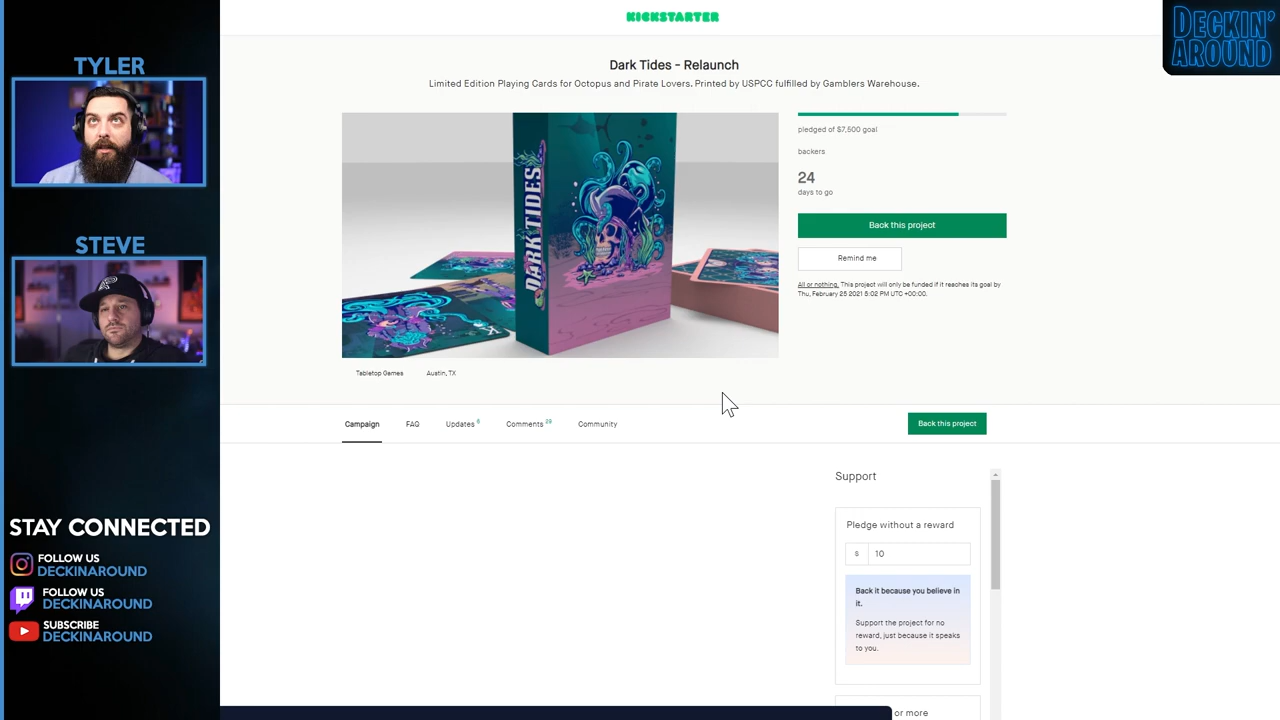 TYLER
STEVE
STAY CONNECTED
FOLLOW US
DECKINAROUND
FOLLOW US
DECKINAROUND
SUBSCRIBE
DECKINAROUND
KICKSTARTER
DECKIN'
AROUND
Dark Tides - Relaunch
Limited Edition Playing Cards for Octopus and Pirate Lovers. Printed by USPCC fulfilled by Gamblers Warehouse.
DARK TIDES
X
pledged of $7,500 goal
backers
24
days to go
Back this project
Remind me
All or nothing. This project will only be funded if it reaches its goal by
Thu, February 25 2021 5:02 PM UTC +00:00.
Tabletop Games Austin, TX
Campaign FAQ Updates 6 Comments 29 Community Back this project
Support
Pledge without a reward
$ 10
Back it because you believe in
it.
Support the project for no
reward, just because it speaks
to you.
or more